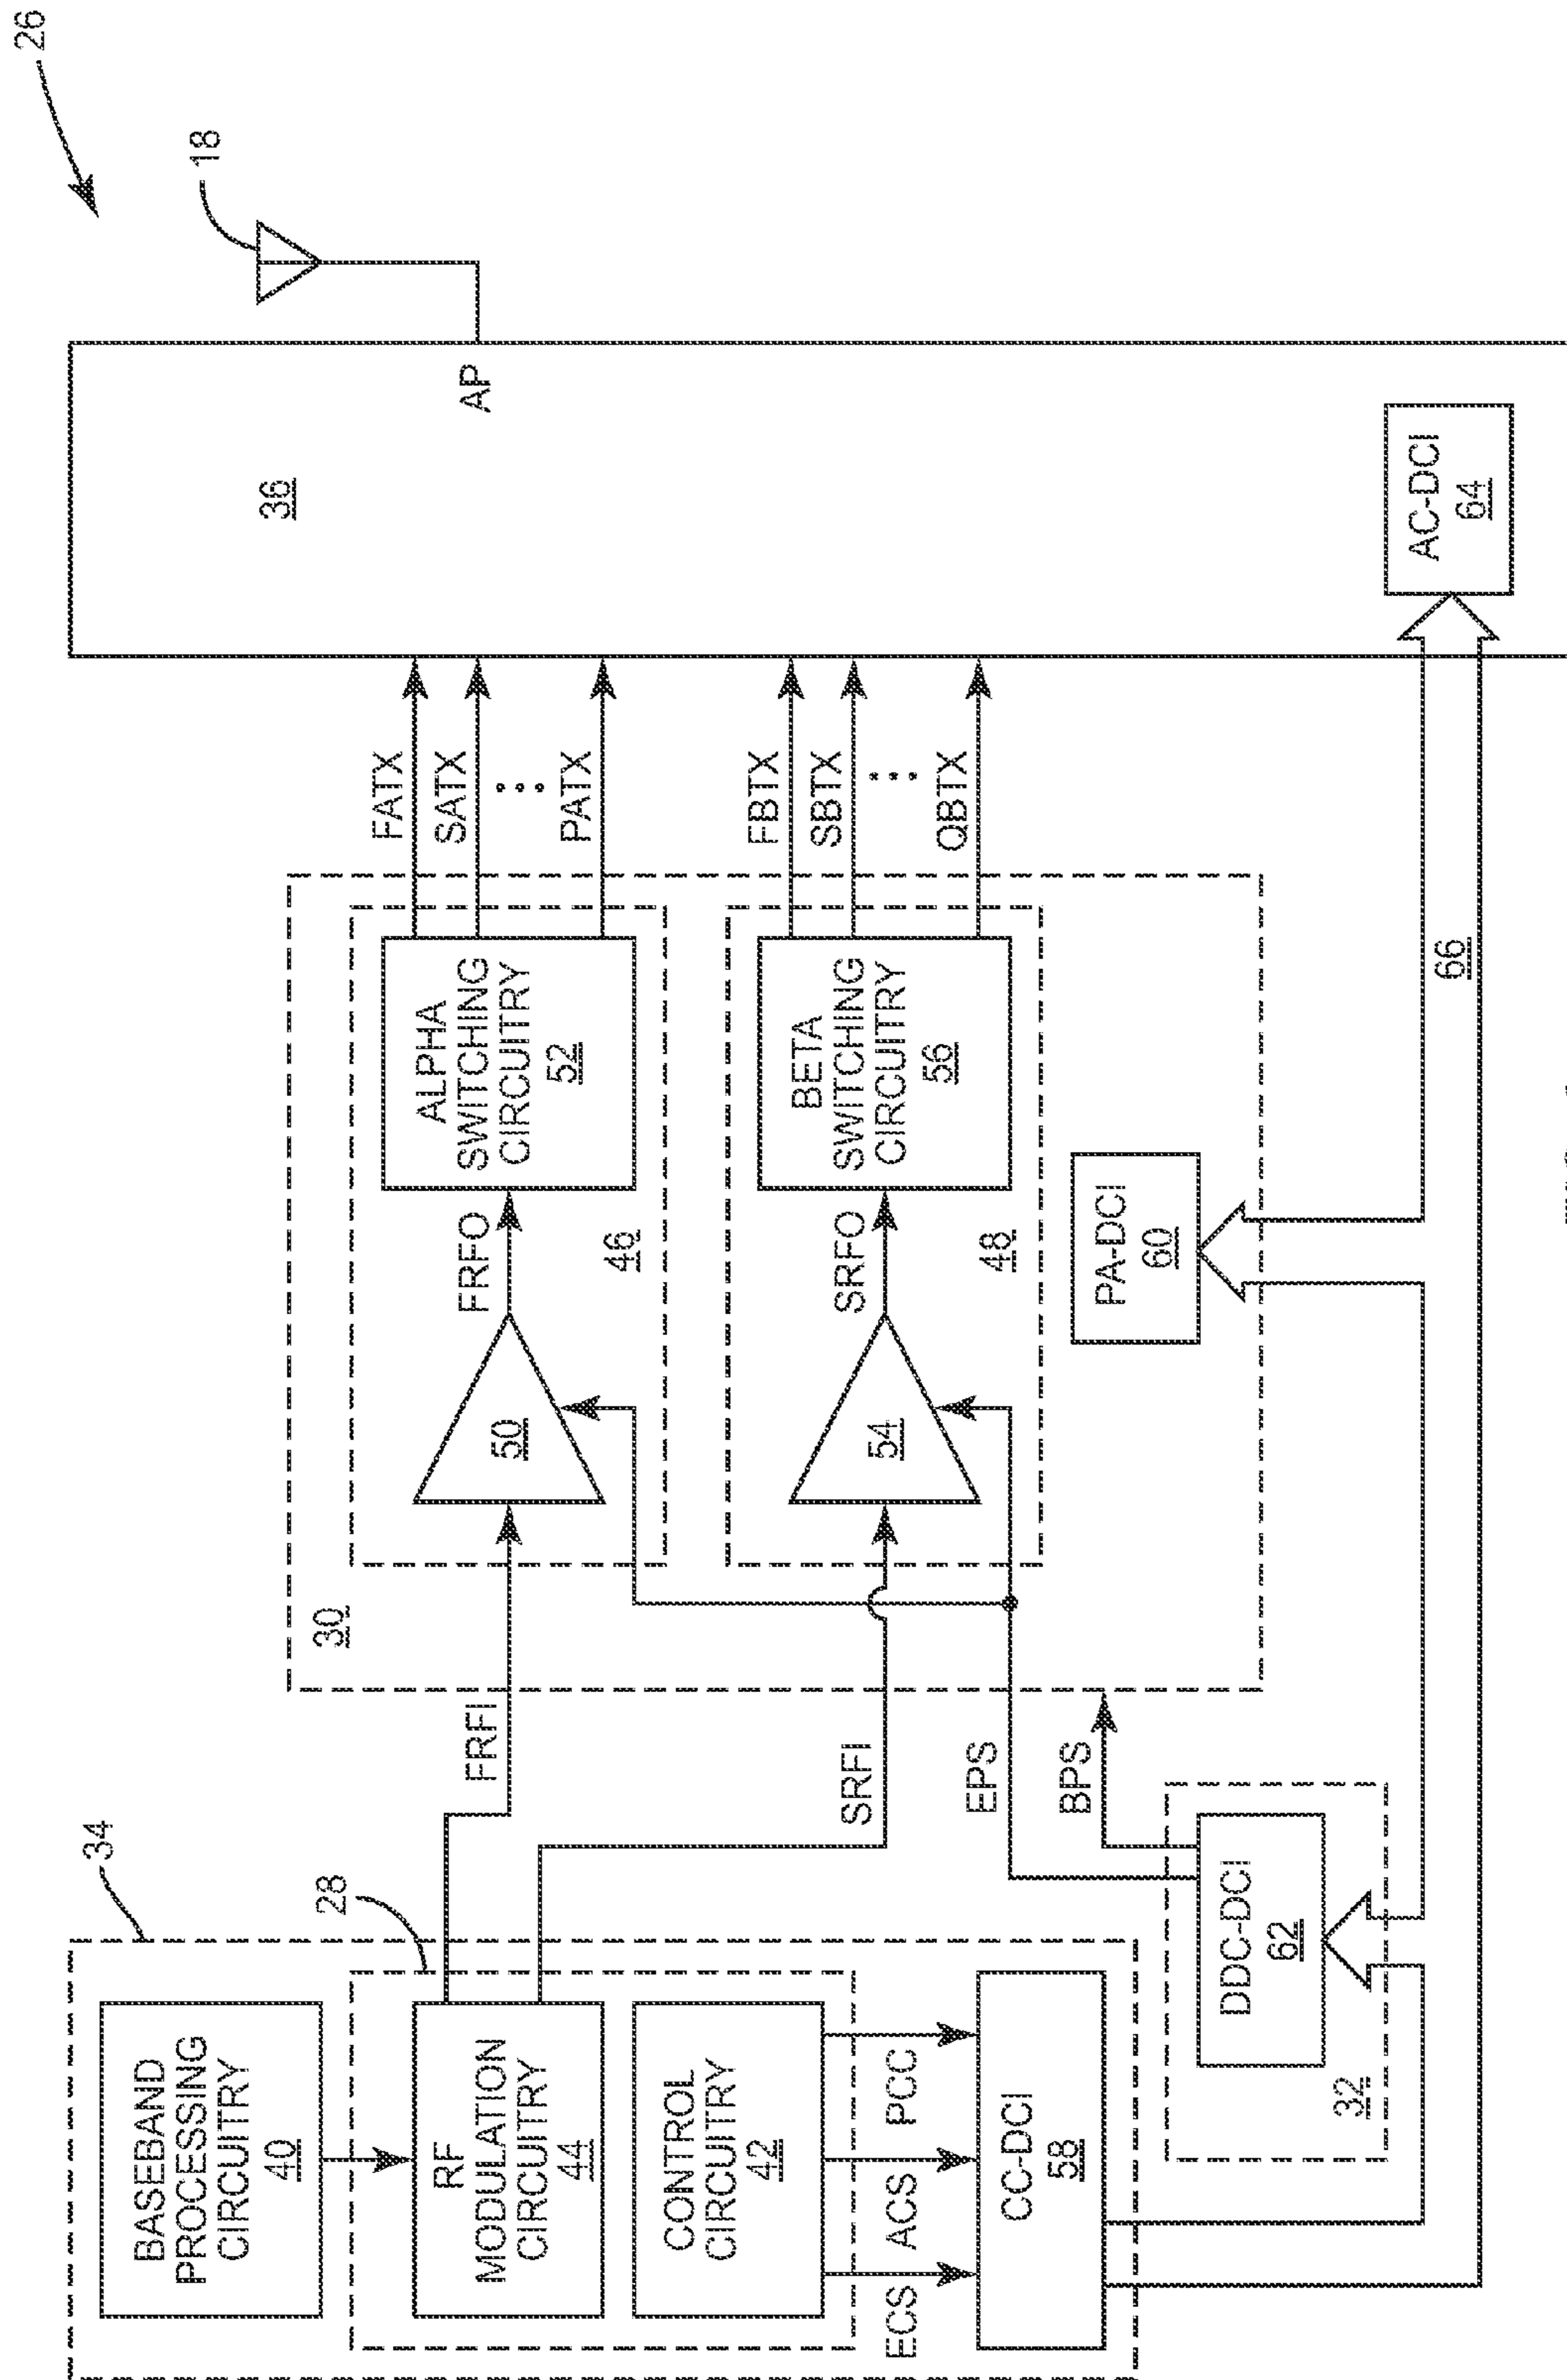 26
18
34
BASEBAND
PROCESSING
CIRCUITRY
40
28
RF
MODULATION
CIRCUITRY
44
CONTROL
CIRCUITRY
42
ECS
ACS
PCC
CC-DCI
58
FRFI
SRFI
EPS
BPS
DDC-DCI
62
32
30
50
FRFO
ALPHA
SWITCHING
CIRCUITRY
52
46
54
SRFO
BETA
SWITCHING
CIRCUITRY
56
48
PA-DCI
60
FATX
SATX
PATX
FBTX
SBTX
QBTX
36
AP
AC-DCI
64
66